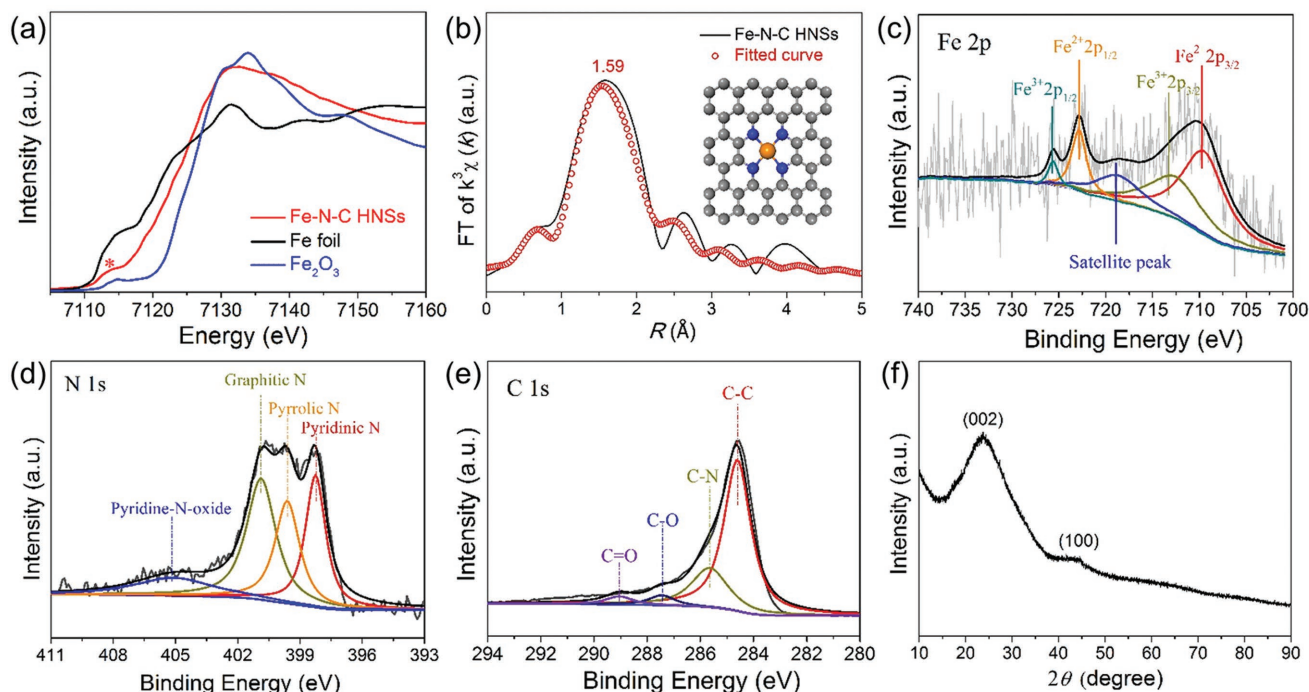 (a)
Intensity (a.u.)
Fe-N-C HNSs
Fe foil
Fe₂O₃
*
7110 7120 7130 7140 7150 7160
Energy (eV)
(b)
FT of k³χ (k)
1.59
Fe-N-C HNSs
Fitted curve
0 1 2 3 4 5
R (Å)
(c)
Intensity (a.u.)
Fe 2p
Fe²⁺2p₁/₂
Fe² 2p₃/₂
Fe³⁺2p₁/₂
Fe³⁺2p₃/₂
Satellite peak
740 735 730 725 720 715 710 705 700
Binding Energy (eV)
(d)
Intensity (a.u.)
N 1s
Graphitic N
Pyrrolic N
Pyridinic N
Pyridine-N-oxide
411 408 405 402 399 396 393
Binding Energy (eV)
(e)
Intensity (a.u.)
C 1s
C-C
C-N
C-O
C=O
294 292 290 288 286 284 282 280
Binding Energy (eV)
(f)
Intensity (a.u.)
(002)
(100)
10 20 30 40 50 60 70 80 90
2θ (degree)